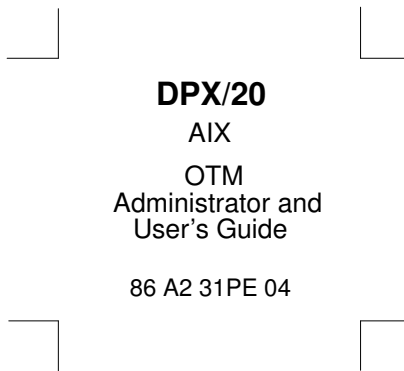 DPX/20
AIX
OTM
Administrator and
User's Guide
86 A2 31PE 04